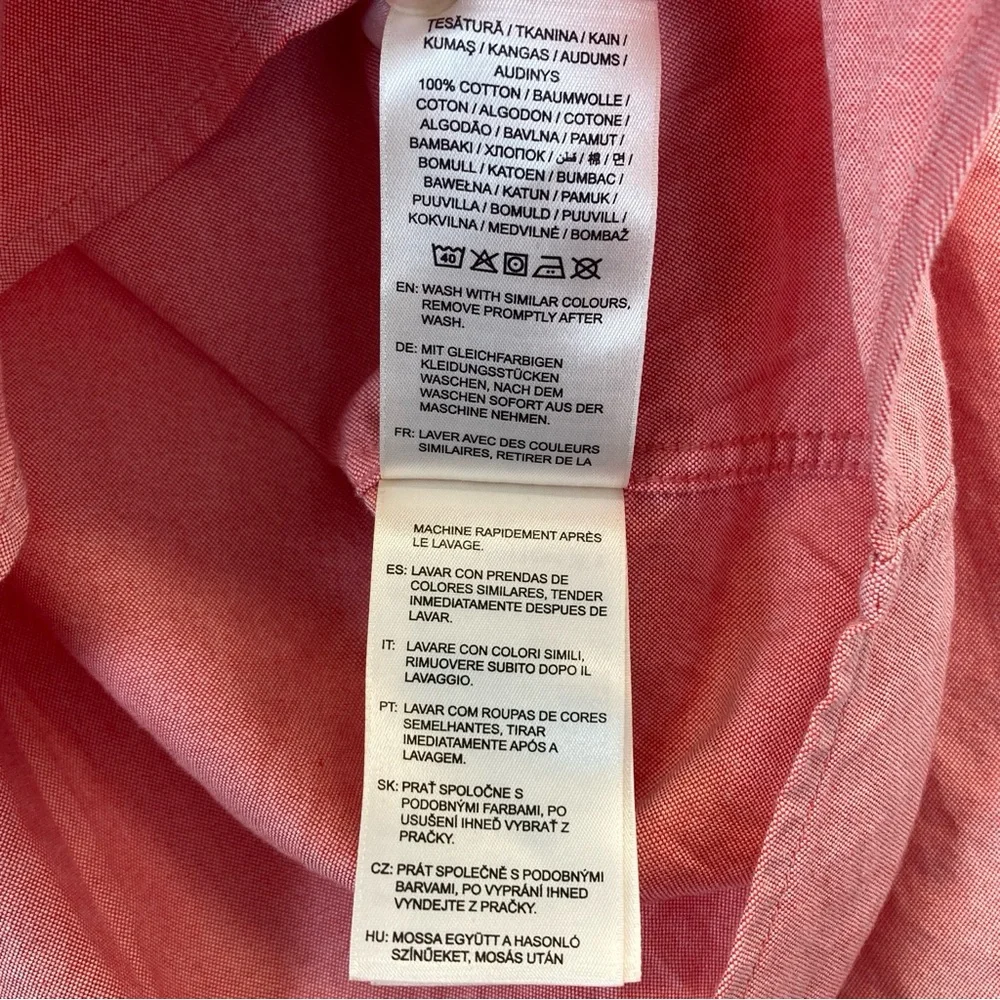 ȚESĂTURĂ / TKANINA / KAIN /
KUMAŞ / KANGAS / AUDUMS /
AUDINYS
100% COTTON / BAUMWOLLE /
COTON / ALGODON / COTONE /
ALGODÃO / BAVLNA / PAMUT /
BAMBAKI / ХЛОПОК / قطن / 棉 / 면 /
BOMULL / KATOEN / BUMBAC /
BAWEŁNA / KATUN / PAMUK /
PUUVILLA / BOMULD / PUUVILL /
KOKVILNA / MEDVILNĖ / BOMBAŽ
40
EN: WASH WITH SIMILAR COLOURS,
REMOVE PROMPTLY AFTER
WASH.
DE: MIT GLEICHFARBIGEN
KLEIDUNGSSTÜCKEN
WASCHEN, NACH DEM
WASCHEN SOFORT AUS DER
MASCHINE NEHMEN.
FR: LAVER AVEC DES COULEURS
SIMILAIRES, RETIRER DE LA
MACHINE RAPIDEMENT APRÈS
LE LAVAGE.
ES: LAVAR CON PRENDAS DE
COLORES SIMILARES, TENDER
INMEDIATAMENTE DESPUES DE
LAVAR.
IT: LAVARE CON COLORI SIMILI,
RIMUOVERE SUBITO DOPO IL
LAVAGGIO.
PT: LAVAR COM ROUPAS DE CORES
SEMELHANTES, TIRAR
IMEDIATAMENTE APÓS A
LAVAGEM.
SK: PRAŤ SPOLOČNE S
PODOBNÝMI FARBAMI, PO
USUŠENÍ IHNEĎ VYBRAŤ Z
PRAČKY.
CZ: PRÁT SPOLEČNĚ S PODOBNÝMI
BARVAMI, PO VYPRÁNÍ IHNED
VYNDEJTE Z PRAČKY.
HU: MOSSA EGYÜTT A HASONLÓ
SZÍNŰEKET, MOSÁS UTÁN